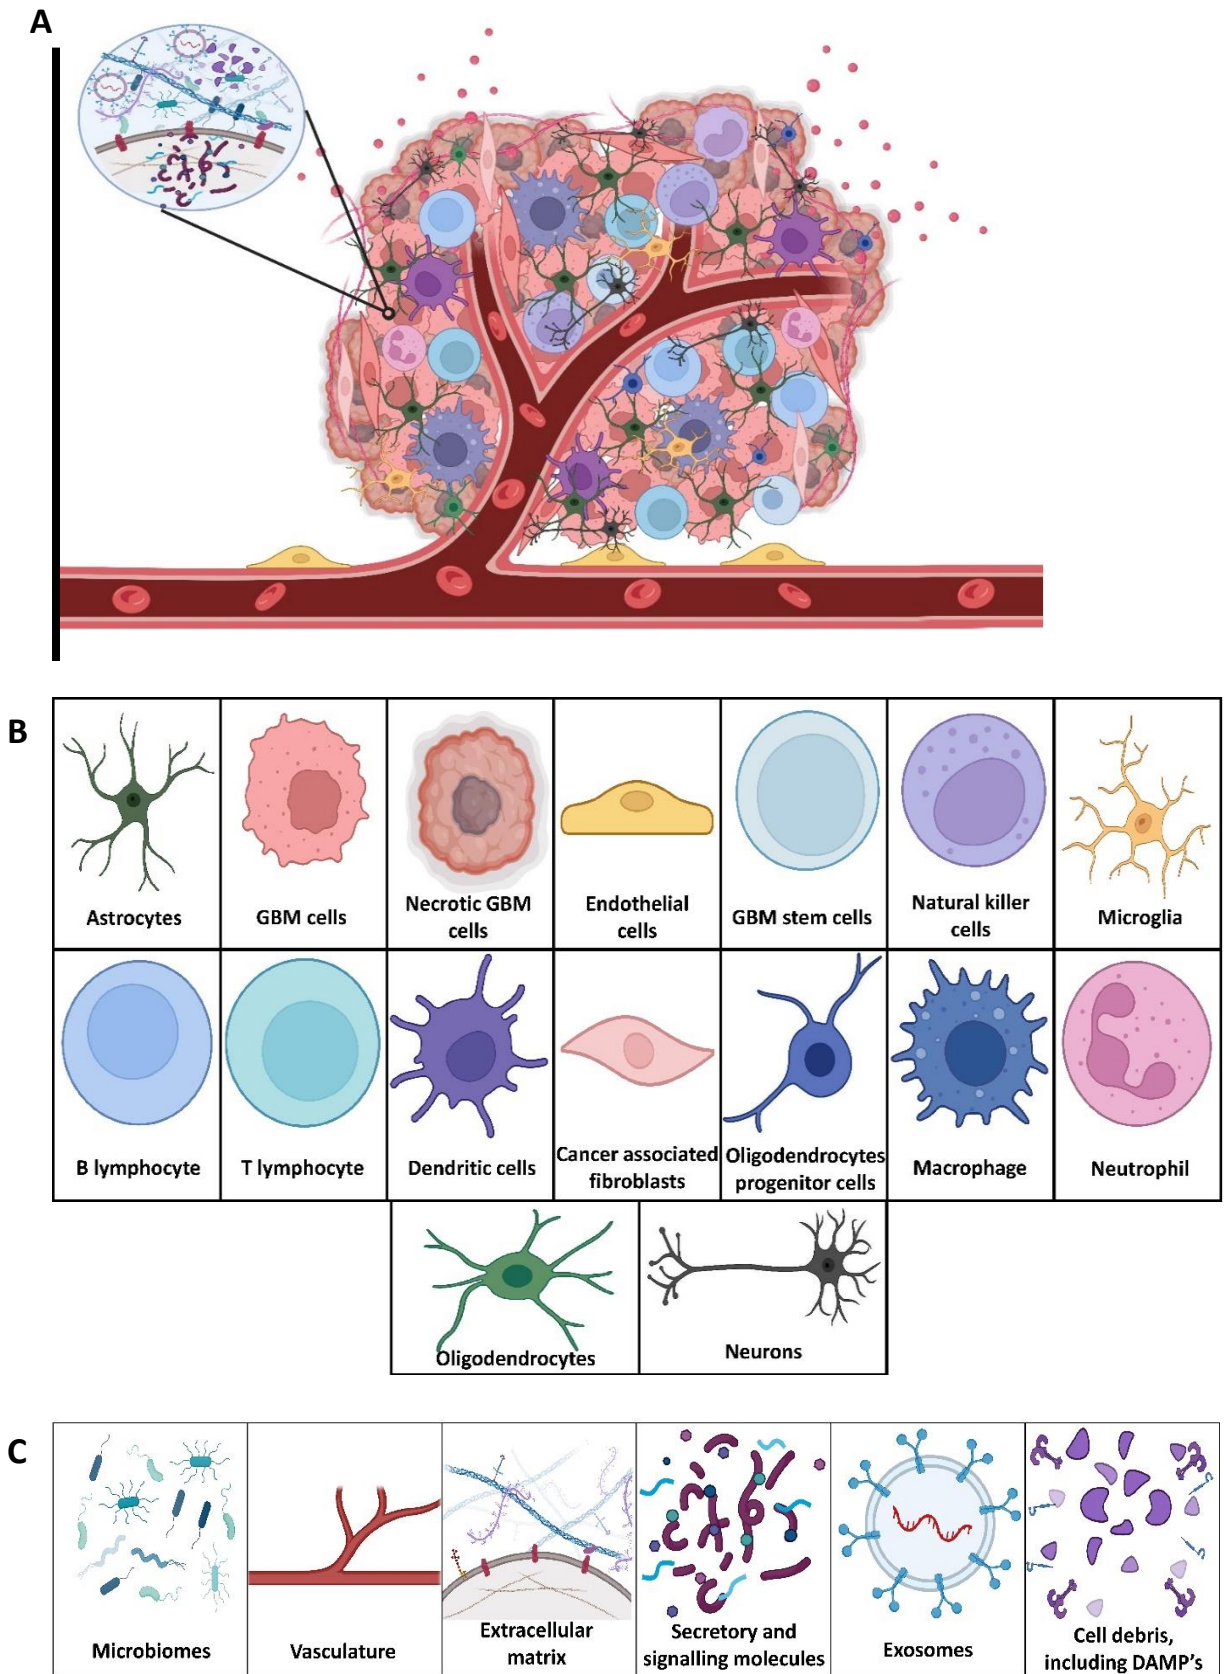 A
B
Astrocytes
GBM cells
Necrotic GBM
cells
Endothelial
cells
GBM stem cells
Natural killer
cells
Microglia
B lymphocyte
T lymphocyte
Dendritic cells
Cancer associated
fibroblasts
Oligodendrocytes
progenitor cells
Macrophage
Neutrophil
Oligodendrocytes
Neurons
C
Microbiomes
Vasculature
Extracellular
matrix
Secretory and
signalling molecules
Exosomes
Cell debris,
including DAMP's